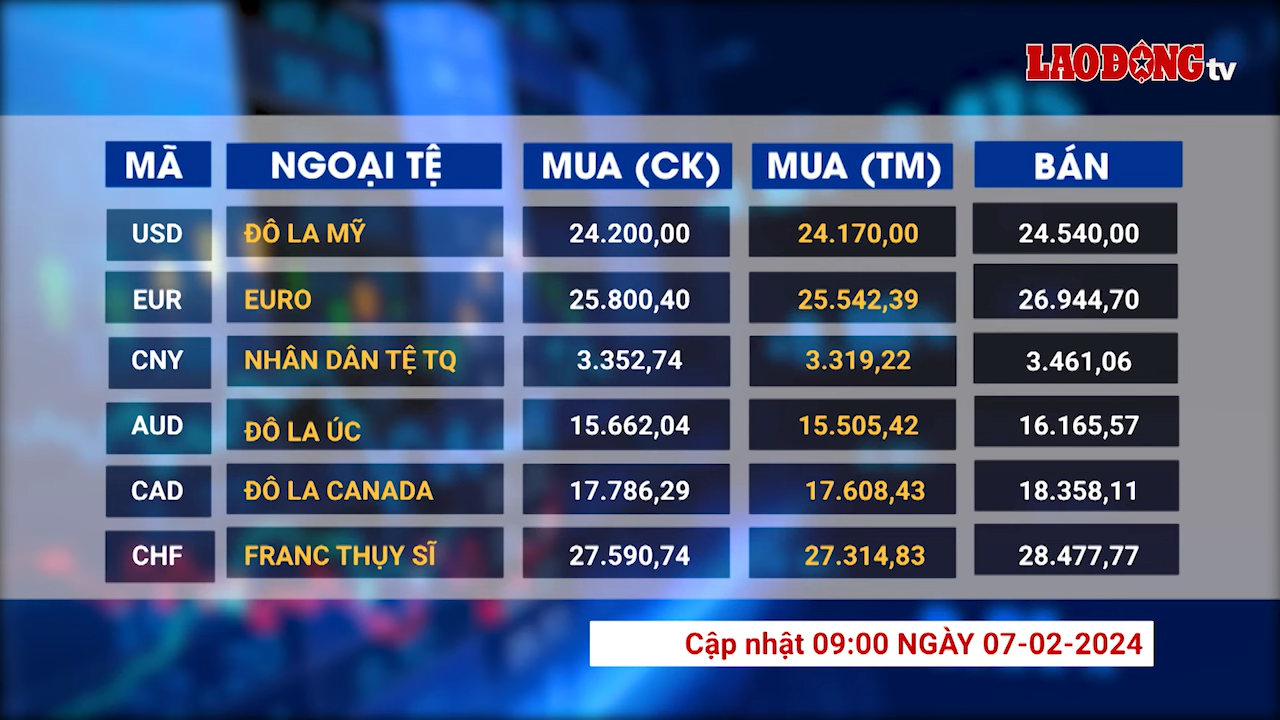 LAO ĐỘNG tv
MÃ NGOẠI TỆ MUA (CK) MUA (TM) BÁN
USD ĐÔ LA MỸ 24.200,00 24.170,00 24.540,00
EUR EURO 25.800,40 25.542,39 26.944,70
CNY NHÂN DÂN TỆ TQ 3.352,74 3.319,22 3.461,06
AUD ĐÔ LA ÚC 15.662,04 15.505,42 16.165,57
CAD ĐÔ LA CANADA 17.786,29 17.608,43 18.358,11
CHF FRANC THỤY SĨ 27.590,74 27.314,83 28.477,77
Cập nhật 09:00 NGÀY 07-02-2024